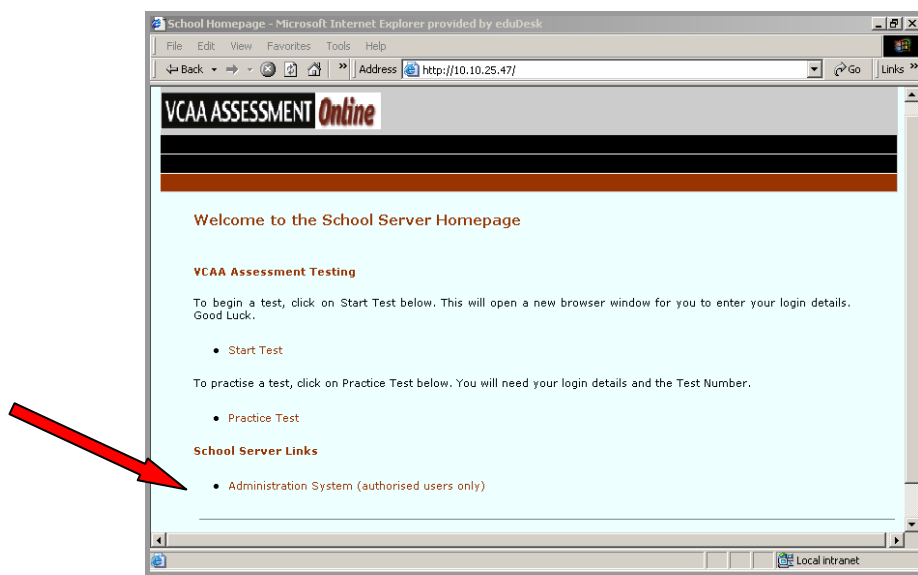 School Homepage - Microsoft Internet Explorer provided by eduDesk
File Edit View Favorites Tools Help
Back » Address http://10.10.25.47/ Go Links »
VCAA ASSESSMENT Online
Welcome to the School Server Homepage
VCAA Assessment Testing
To begin a test, click on Start Test below. This will open a new browser window for you to enter your login details.
Good Luck.
• Start Test
To practise a test, click on Practice Test below. You will need your login details and the Test Number.
• Practice Test
School Server Links
• Administration System (authorised users only)
Local intranet